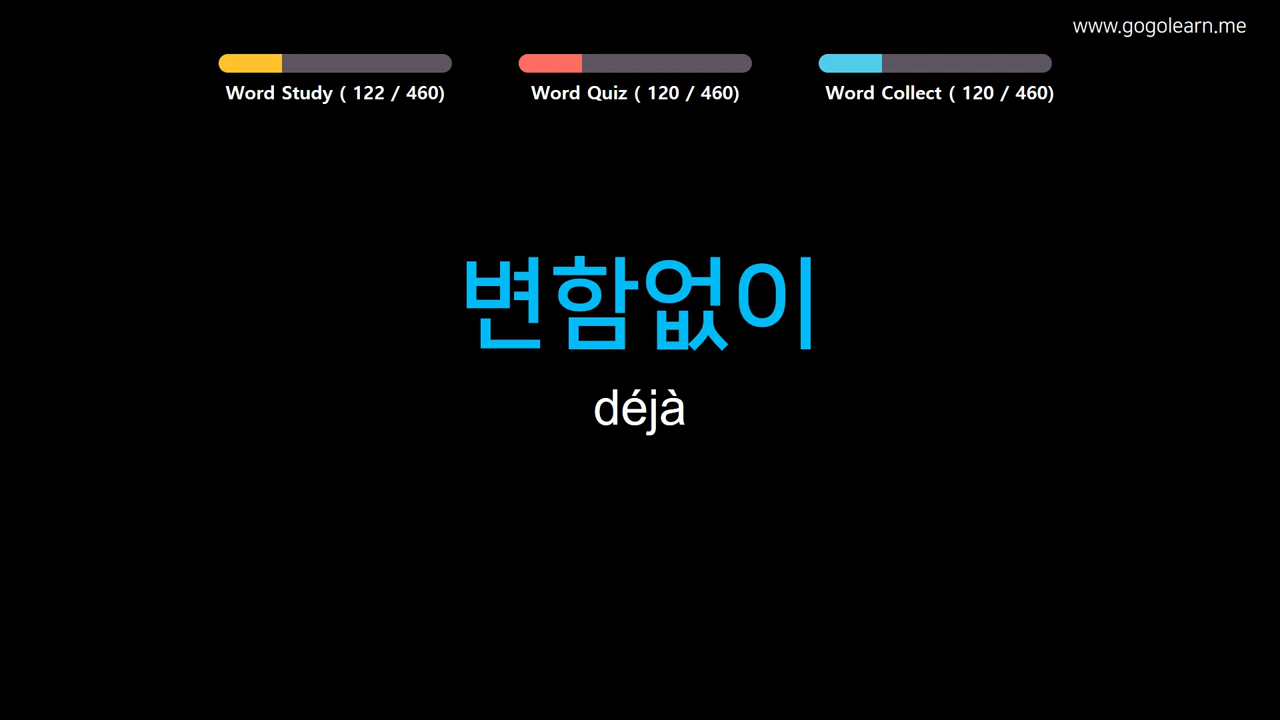 www.gogolearn.me
Word Study ( 122 / 460)
Word Quiz ( 120 / 460)
Word Collect ( 120 / 460)
변함없이
déjà